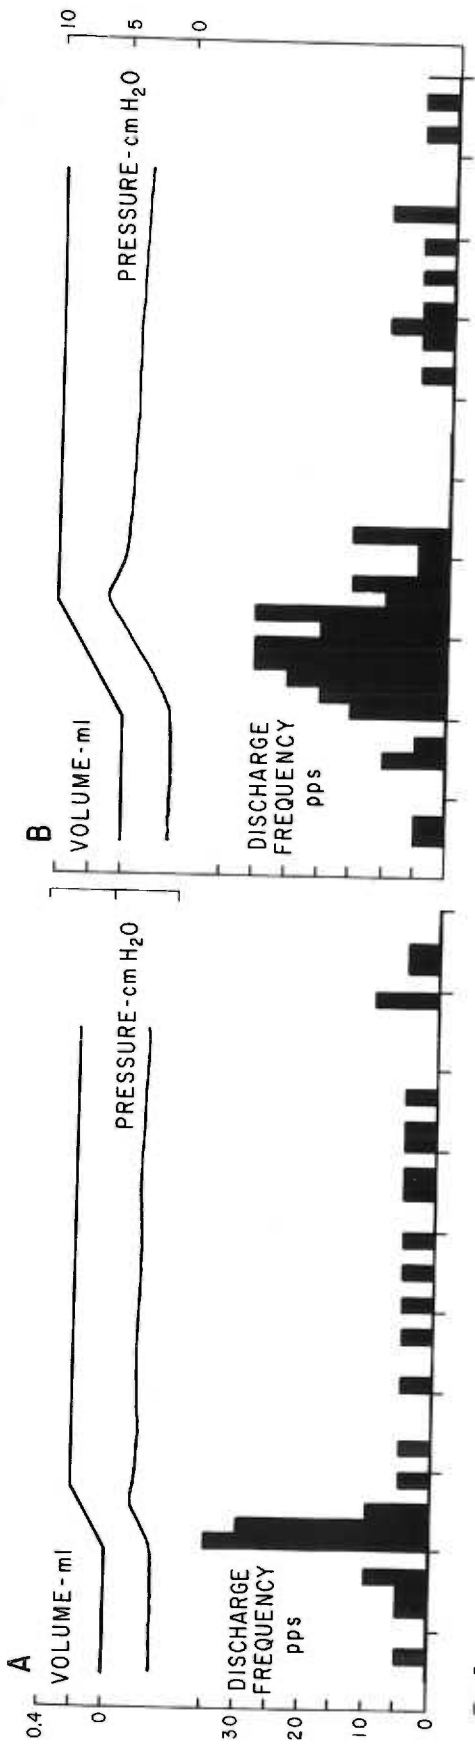 A
VOLUME-ml
PRESSURE-cm H₂O
DISCHARGE
FREQUENCY
pps
0.4
0
30
20
10
0
B
VOLUME-ml
PRESSURE-cm H₂O
DISCHARGE
FREQUENCY
pps
10
5
0